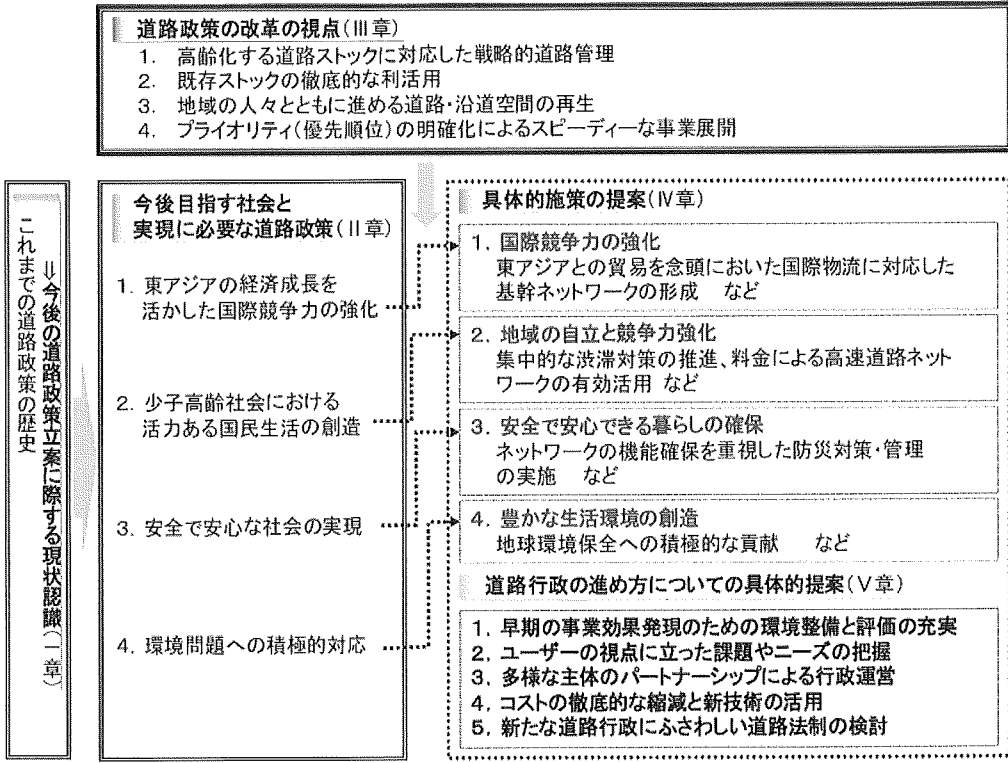 道路政策の改革の視点(Ⅲ章)
1. 高齢化する道路ストックに対応した戦略的道路管理
2. 既存ストックの徹底的な利活用
3. 地域の人々とともに進める道路・沿道空間の再生
4. プライオリティ(優先順位)の明確化によるスピーディーな事業展開
これまでの道路政策の歴史
⇒今後の道路政策立案に際する現状認識(Ⅰ章)
今後目指す社会と
実現に必要な道路政策(Ⅱ章)
1. 東アジアの経済成長を
活かした国際競争力の強化
2. 少子高齢社会における
活力ある国民生活の創造
3. 安全で安心な社会の実現
4. 環境問題への積極的対応
具体的施策の提案(Ⅳ章)
1. 国際競争力の強化
東アジアとの貿易を念頭においた国際物流に対応した
基幹ネットワークの形成 など
2. 地域の自立と競争力強化
集中的な渋滞対策の推進、料金による高速道路ネット
ワークの有効活用 など
3. 安全で安心できる暮らしの確保
ネットワークの機能確保を重視した防災対策・管理
の実施 など
4. 豊かな生活環境の創造
地球環境保全への積極的な貢献 など
道路行政の進め方についての具体的提案(Ⅴ章)
1. 早期の事業効果発現のための環境整備と評価の充実
2. ユーザーの視点に立った課題やニーズの把握
3. 多様な主体のパートナーシップによる行政運営
4. コストの徹底的な縮減と新技術の活用
5. 新たな道路行政にふさわしい道路法制の検討